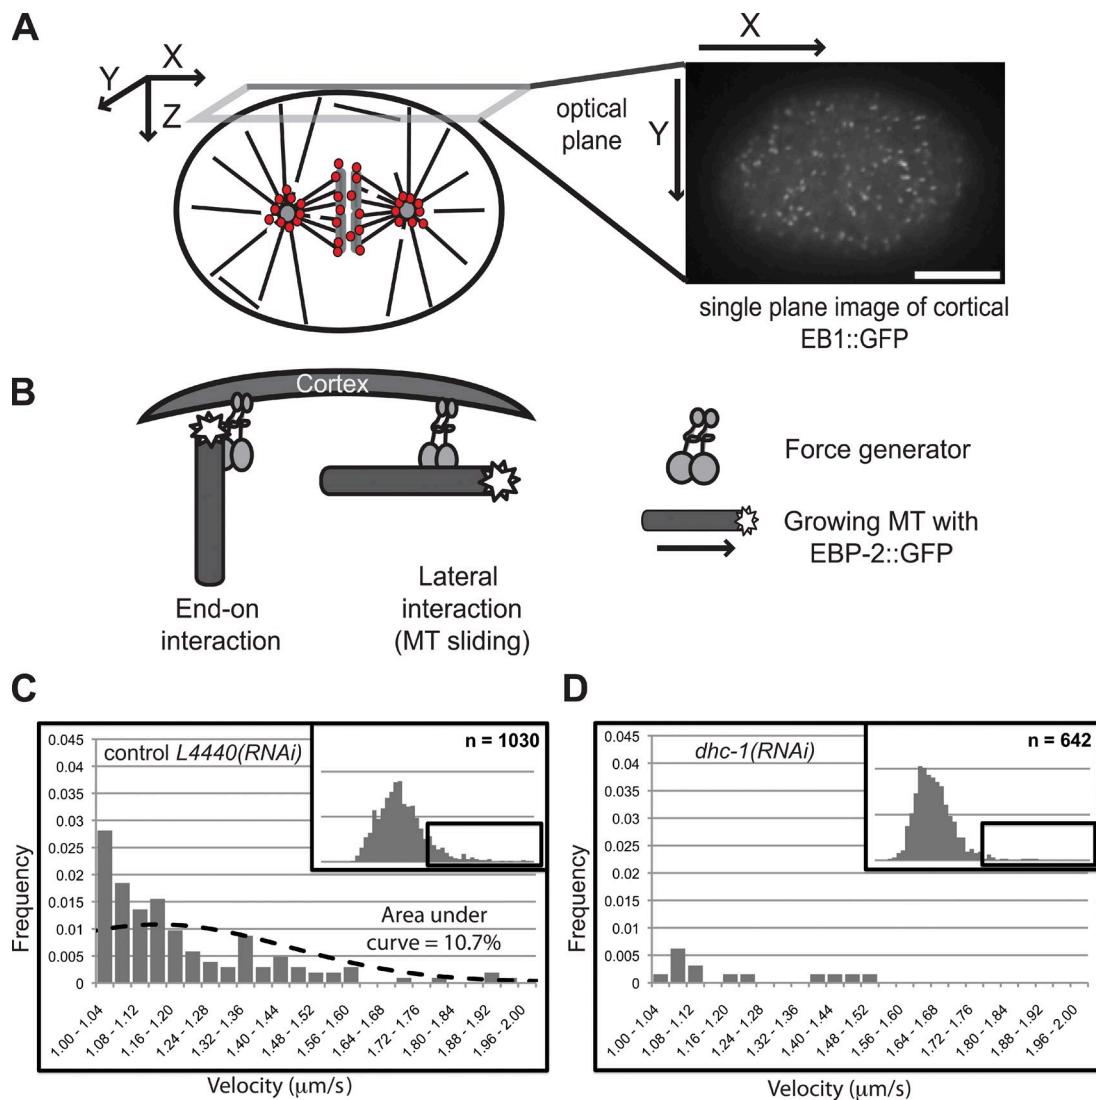 A
X
Y
Z
optical
plane
X
Y
single plane image of cortical
EB1::GFP
B
Cortex
End-on
interaction
Lateral
interaction
(MT sliding)
Force generator
Growing MT with
EBP-2::GFP
C
control L4440(RNAi)
n = 1030
Area under
curve = 10.7%
Frequency
0.045
0.04
0.035
0.03
0.025
0.02
0.015
0.01
0.005
0
1.00 - 1.04
1.08 - 1.12
1.16 - 1.20
1.24 - 1.28
1.32 - 1.36
1.40 - 1.44
1.48 - 1.52
1.56 - 1.60
1.64 - 1.68
1.72 - 1.76
1.80 - 1.84
1.88 - 1.92
1.96 - 2.00
Velocity (μm/s)
D
dhc-1(RNAi)
n = 642
Frequency
0.045
0.04
0.035
0.03
0.025
0.02
0.015
0.01
0.005
0
1.00 - 1.04
1.08 - 1.12
1.16 - 1.20
1.24 - 1.28
1.32 - 1.36
1.40 - 1.44
1.48 - 1.52
1.56 - 1.60
1.64 - 1.68
1.72 - 1.76
1.80 - 1.84
1.88 - 1.92
1.96 - 2.00
Velocity (μm/s)